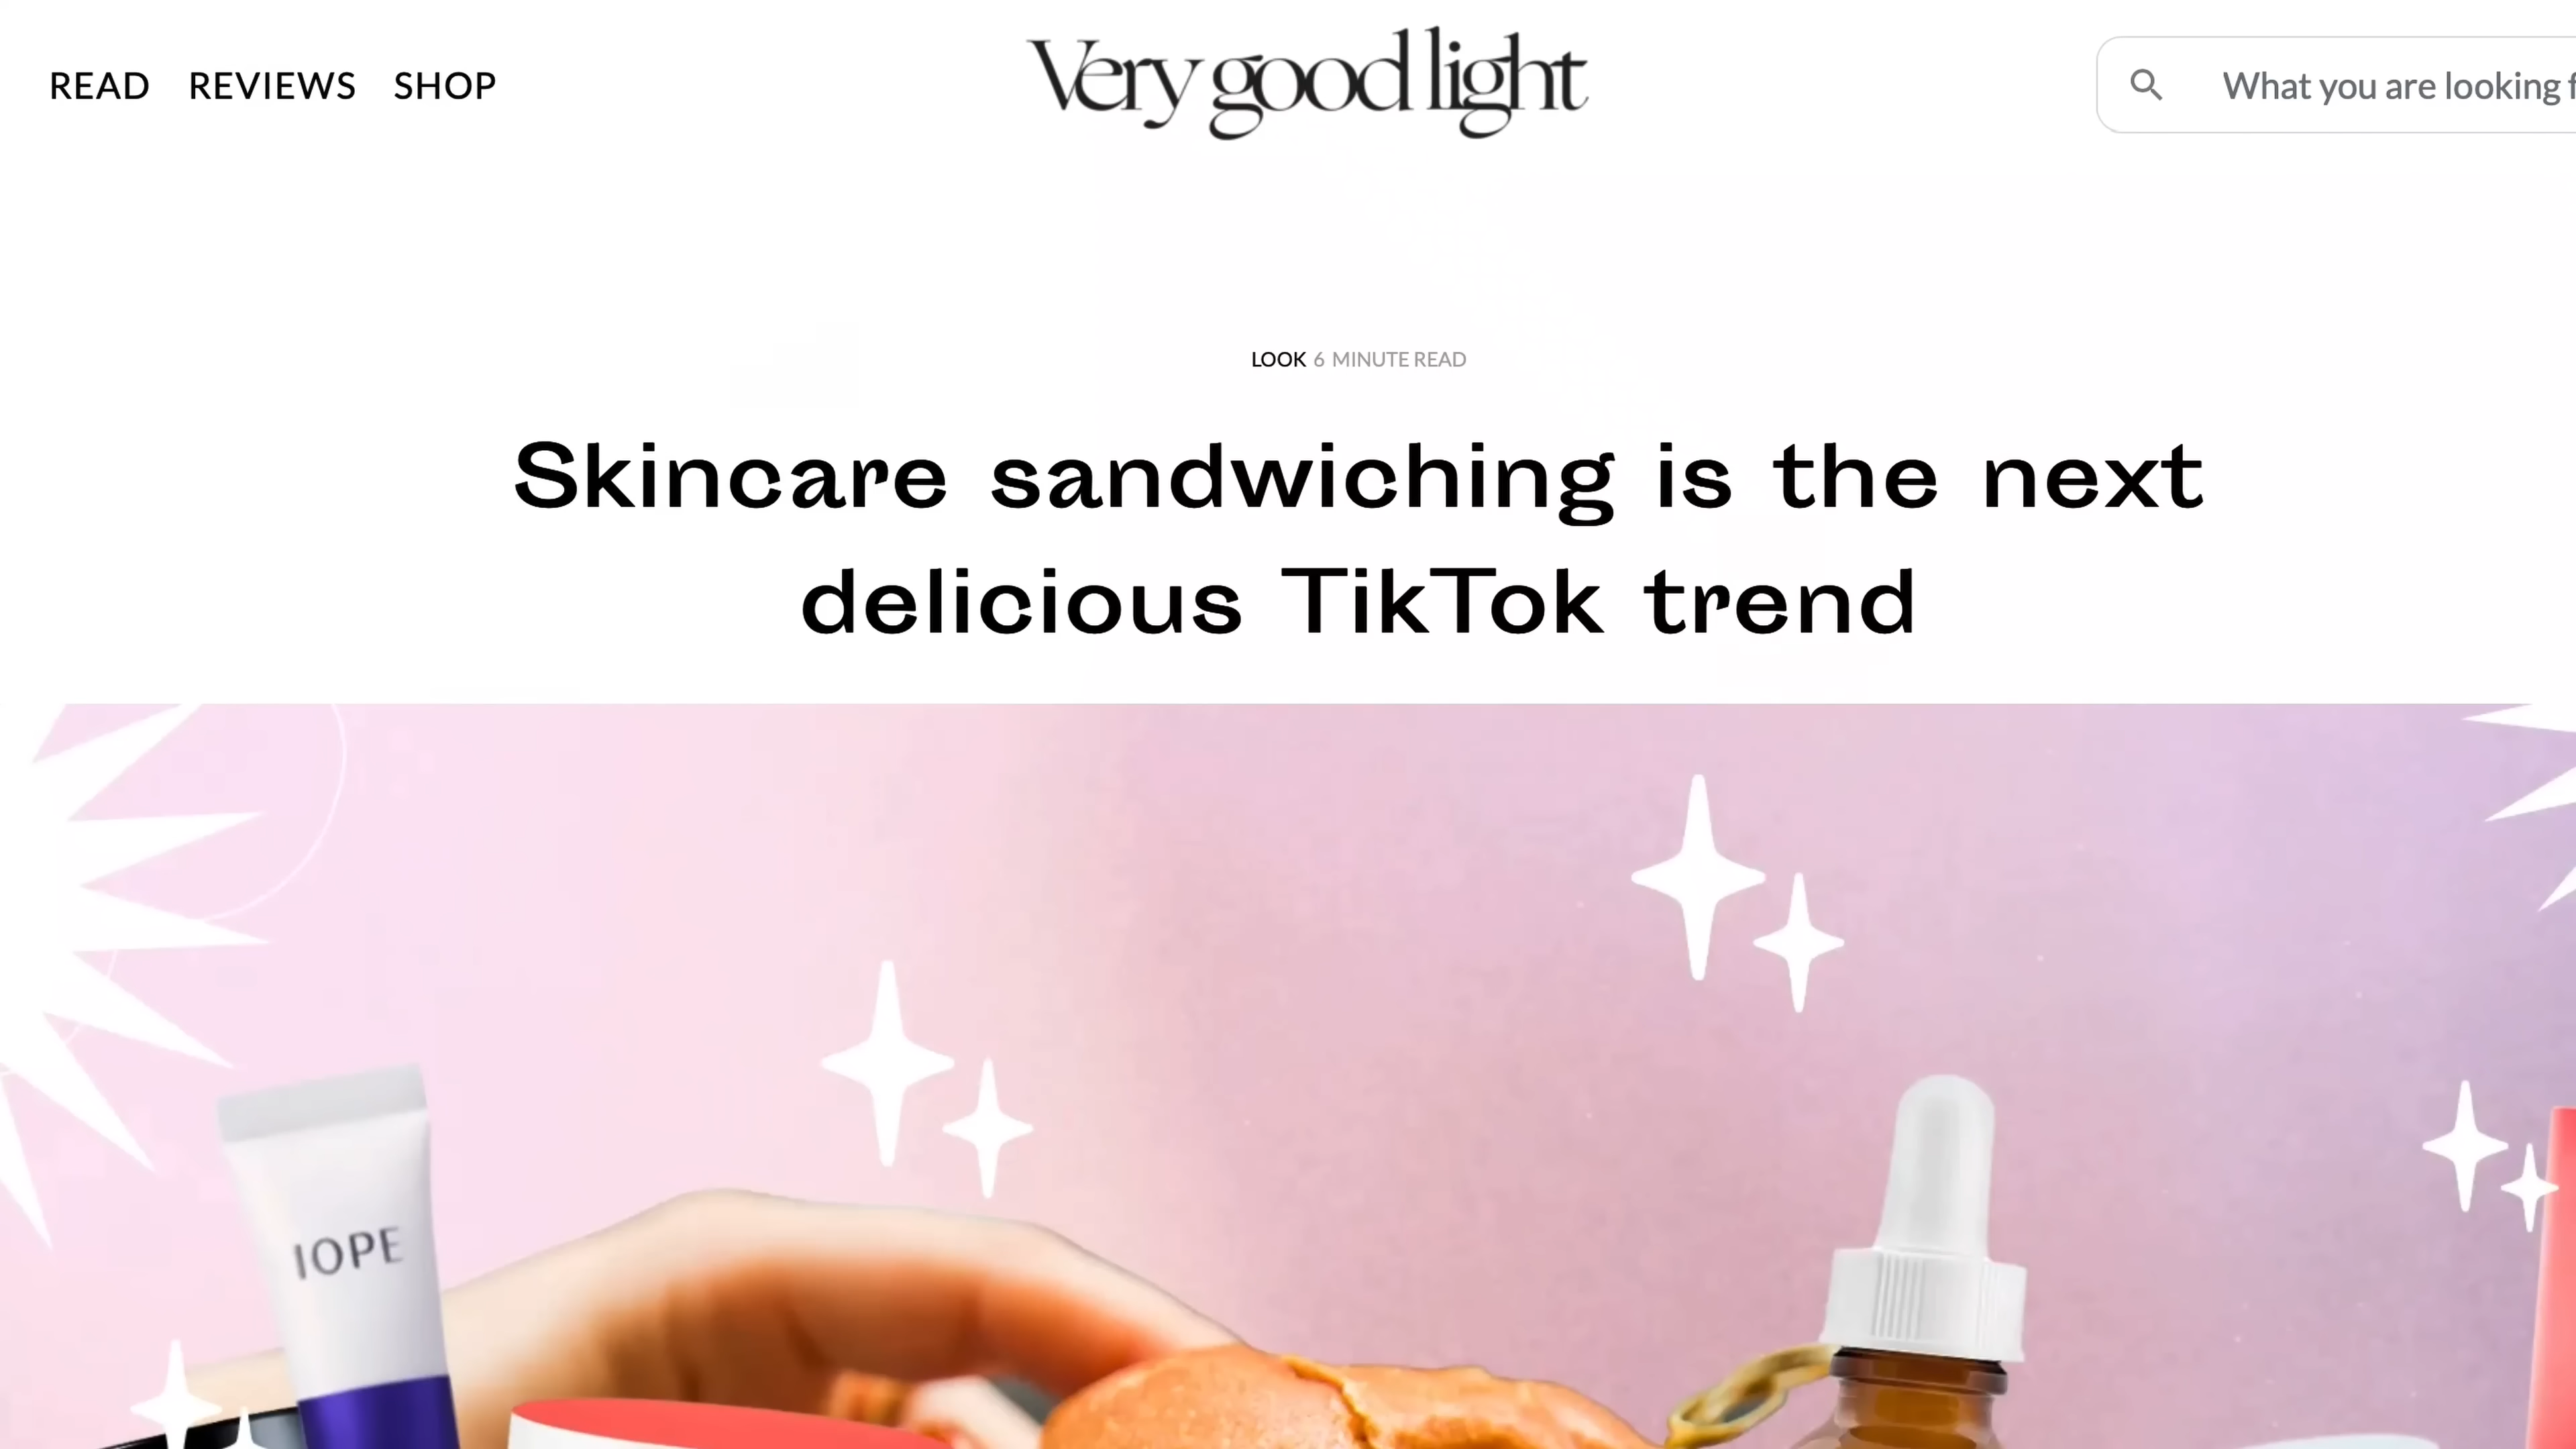 READ REVIEWS SHOP
Very good light
What you are looking f
LOOK 6 MINUTE READ
Skincare sandwiching is the next
delicious TikTok trend
IOPE